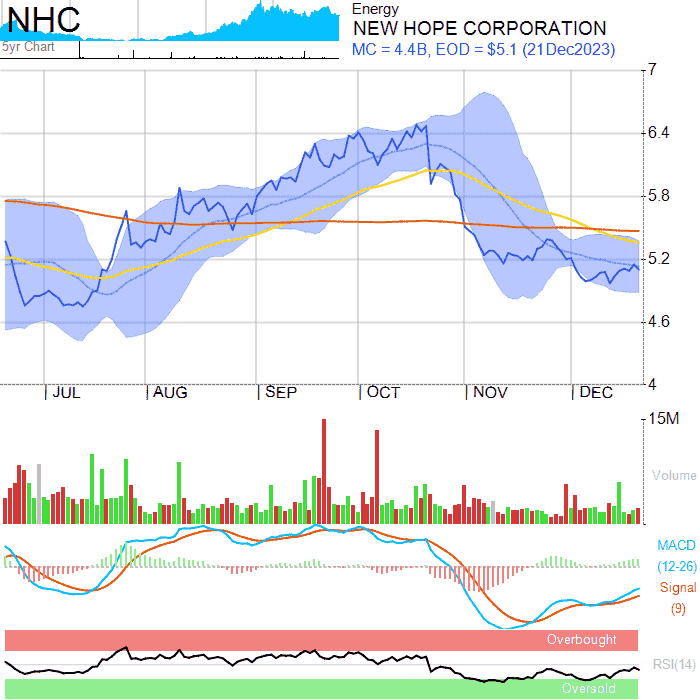 NHC
5yr Chart
Energy
NEW HOPE CORPORATION
MC = 4.4B, EOD = $5.1 (21Dec2023)
7
6.4
5.8
5.2
4.6
4
JUL AUG SEP OCT NOV DEC
15M
Volume
MACD
(12-26)
Signal
(9)
Overbought
RSI(14)
Oversold